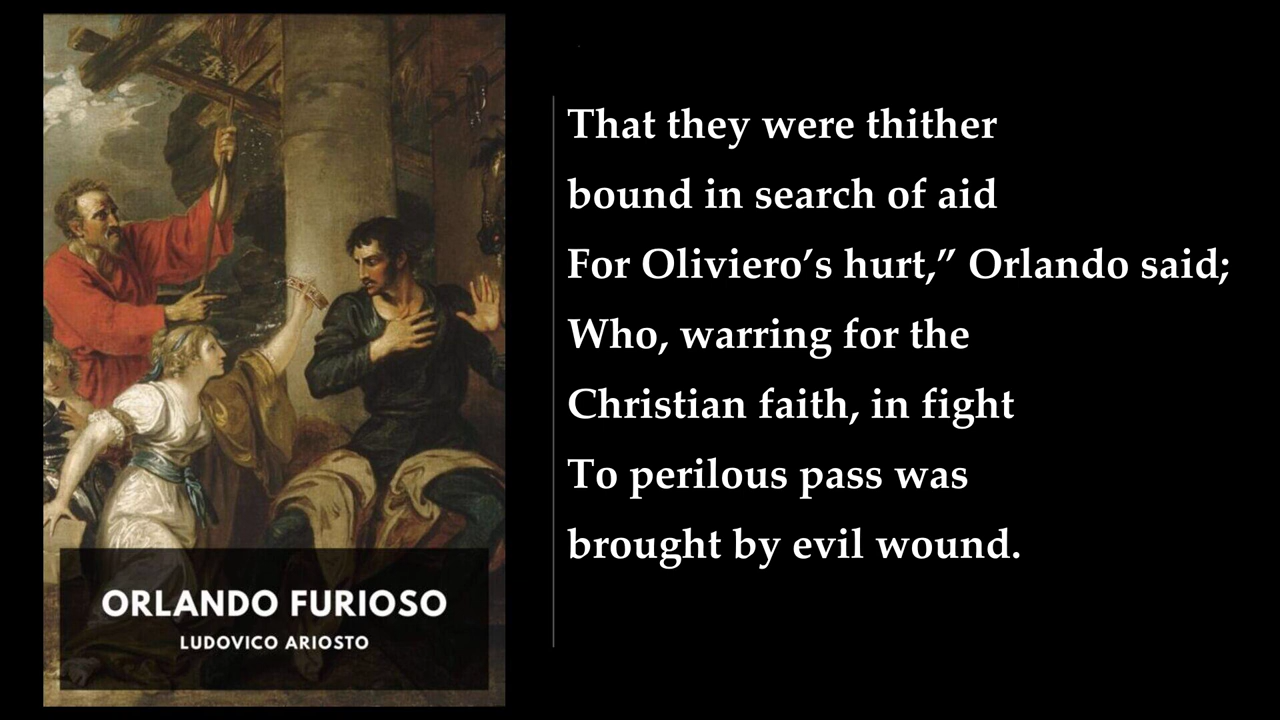 ORLANDO FURIOSO
LUDOVICO ARIOSTO
That they were thither
bound in search of aid
For Oliviero’s hurt,” Orlando said;
Who, warring for the
Christian faith, in fight
To perilous pass was
brought by evil wound.